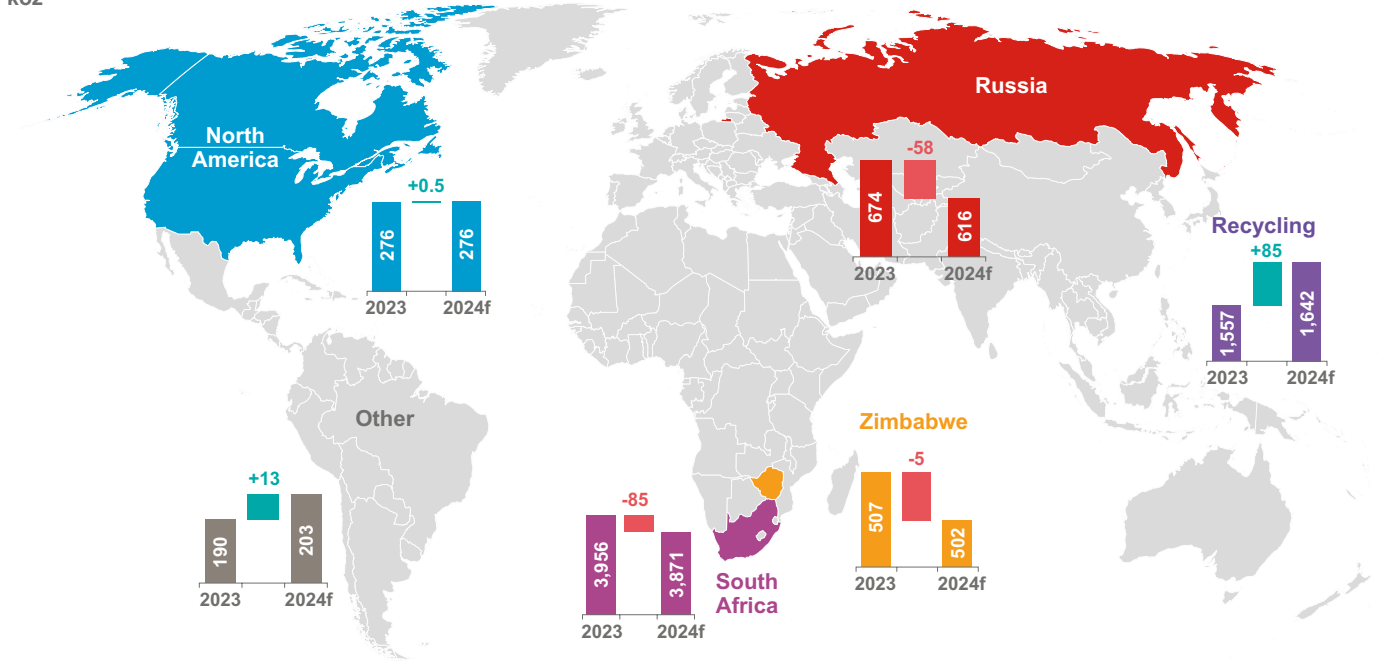 koz
North
America
+0.5
276
276
2023
2024f
Russia
-58
674
616
2023
2024f
Recycling
+85
1,557
1,642
2023
2024f
Other
+13
190
203
2023
2024f
-85
3,956
3,871
2023
2024f
South
Africa
Zimbabwe
-5
507
502
2023
2024f